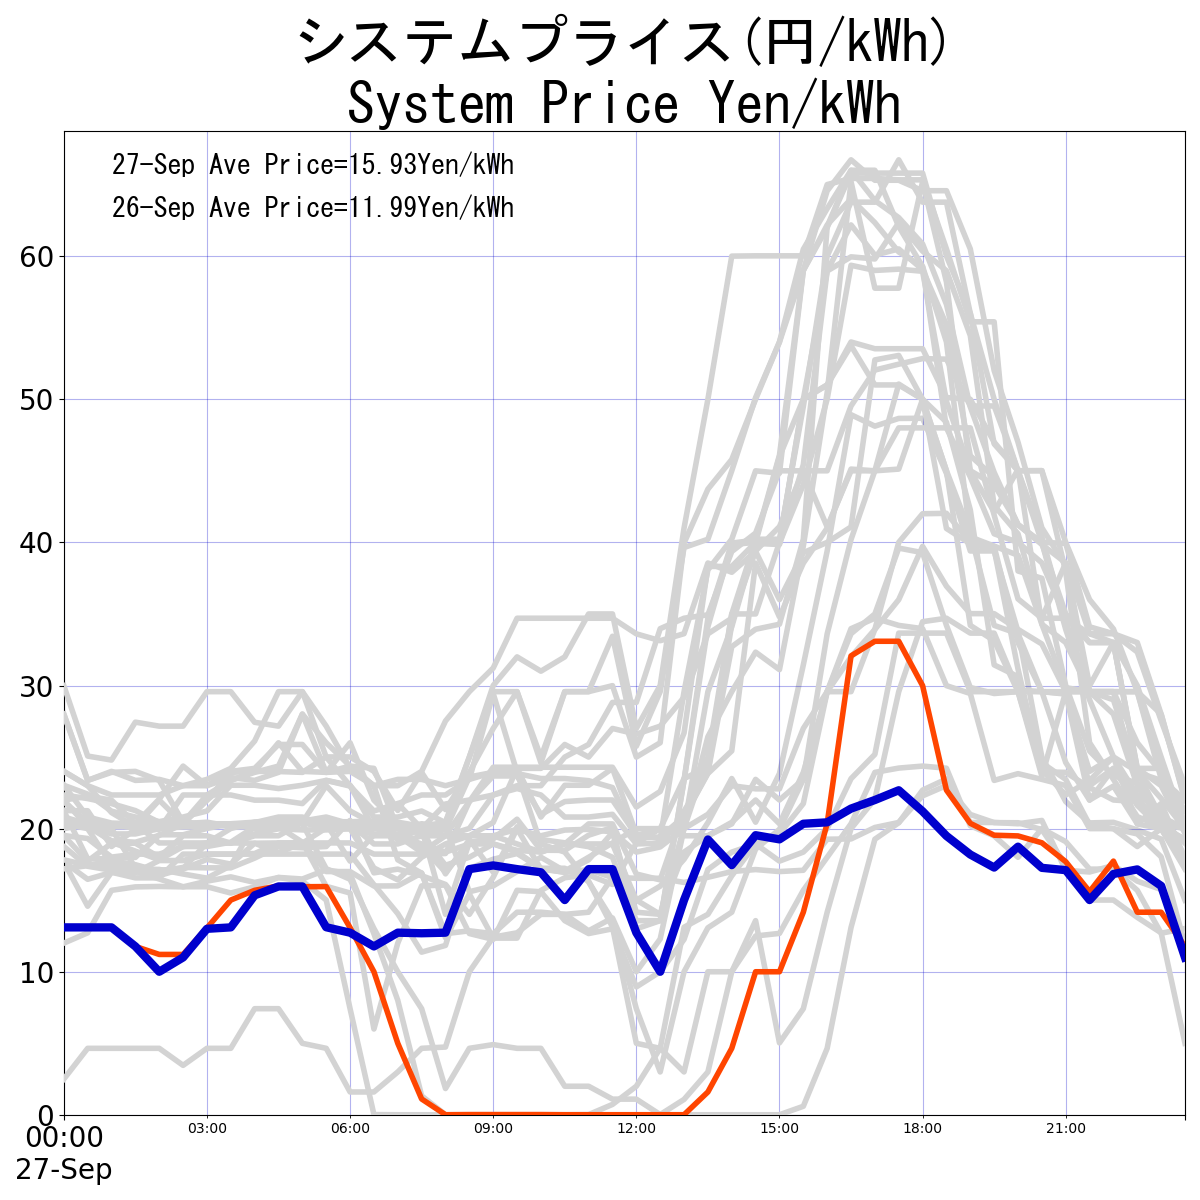 システムプライス(円/kWh)
System Price Yen/kWh
27-Sep Ave Price=15.93Yen/kWh
26-Sep Ave Price=11.99Yen/kWh
60
50
40
30
20
10
0
00:00 03:00 06:00 09:00 12:00 15:00 18:00 21:00
27-Sep